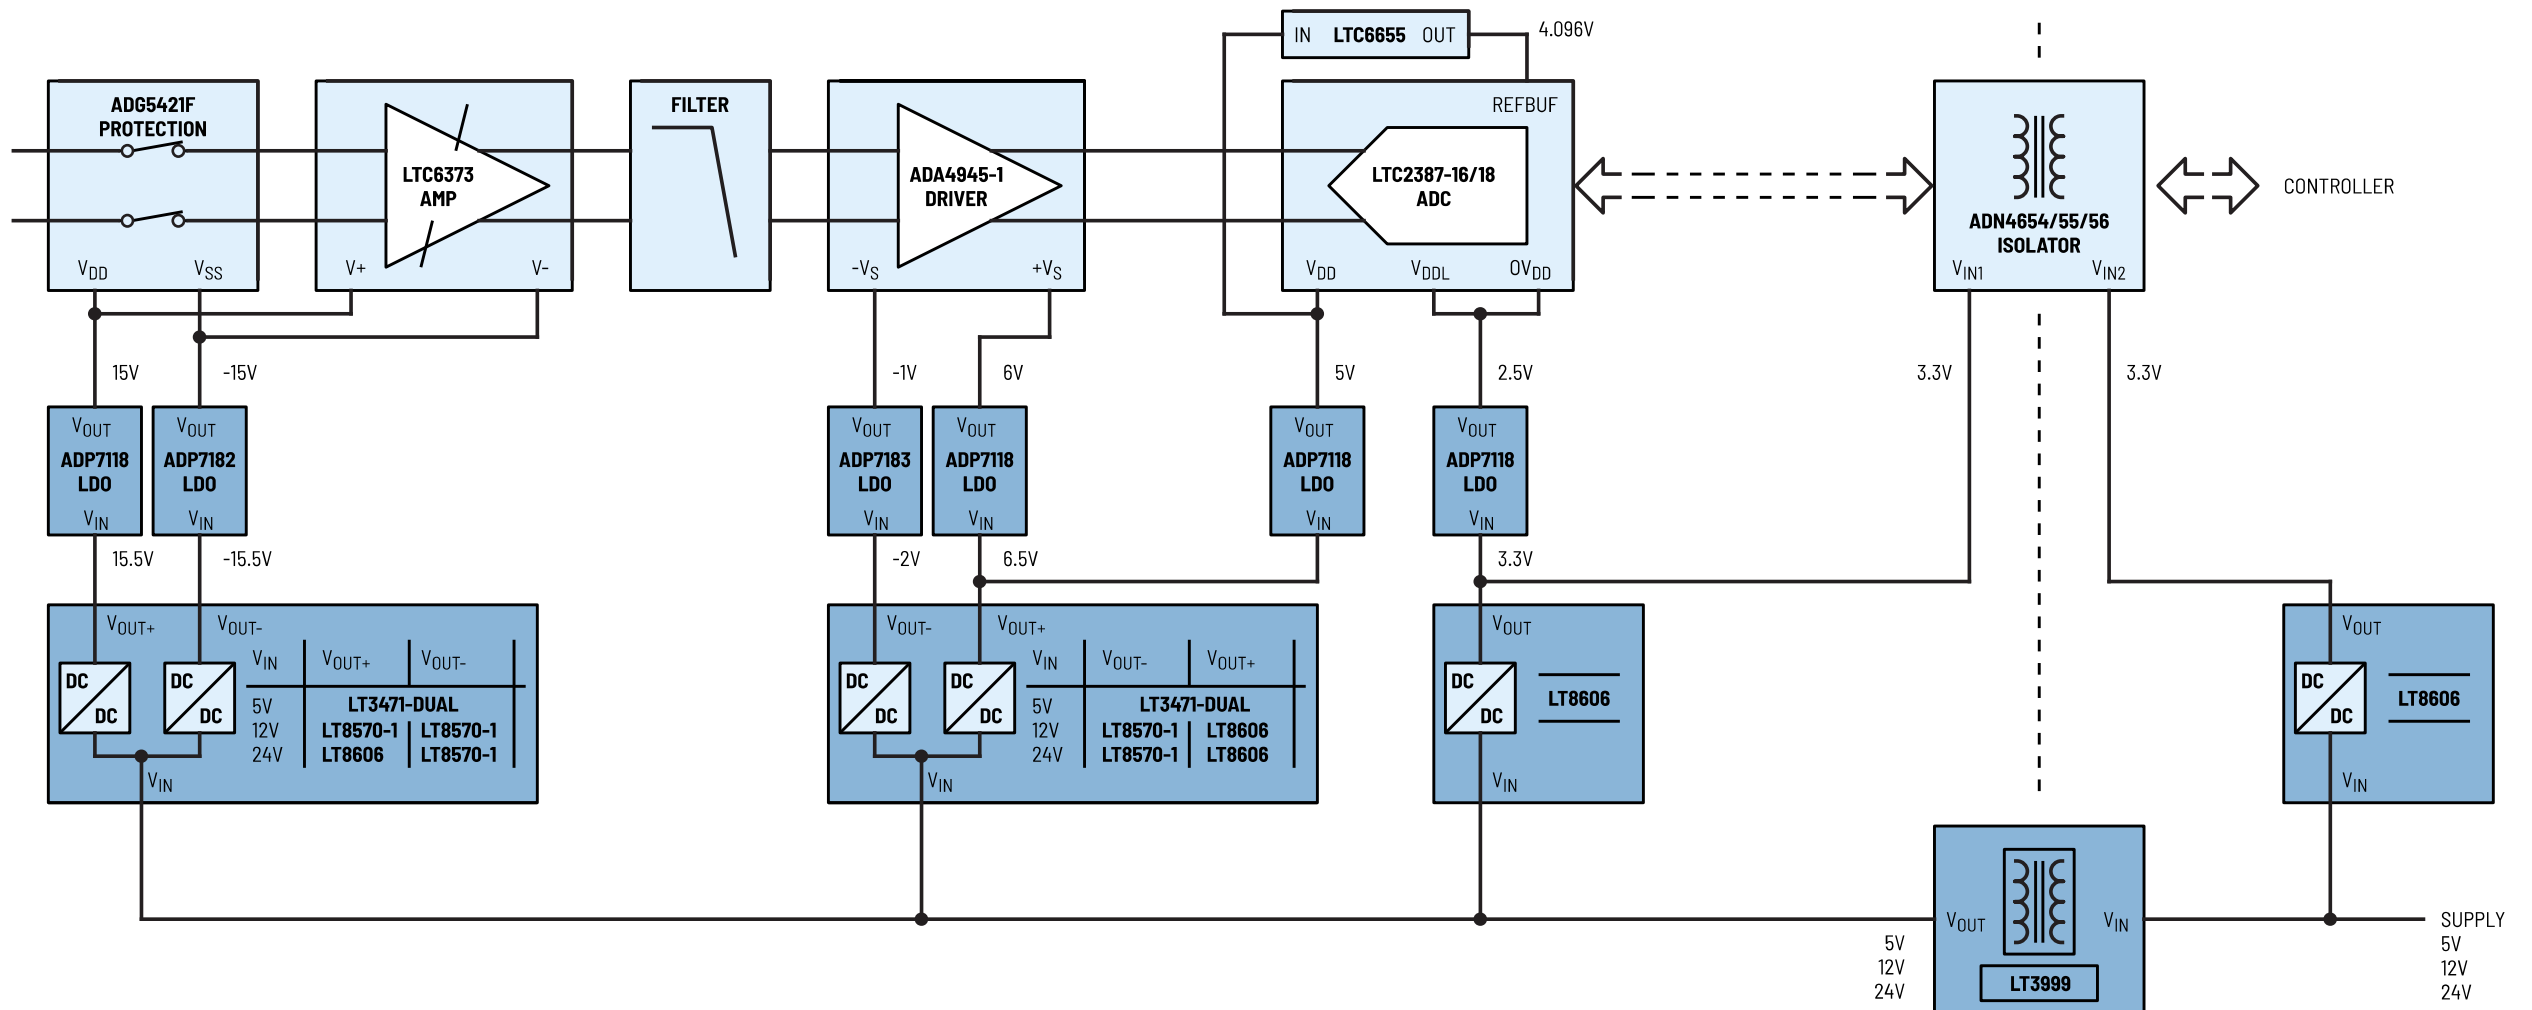 IN LTC6655 OUT
4.096V
ADG5421F
PROTECTION
VDD
VSS
LTC6373
AMP
V+
V-
FILTER
ADA4945-1
DRIVER
-VS
+VS
REFBUF
LTC2387-16/18
ADC
VDD
VDDL
OVDD
ADN4654/55/56
ISOLATOR
VIN1
VIN2
CONTROLLER
15V
-15V
-1V
6V
5V
2.5V
3.3V
3.3V
VOUT
ADP7118
LDO
VIN
VOUT
ADP7182
LDO
VIN
VOUT
ADP7183
LDO
VIN
VOUT
ADP7118
LDO
VIN
VOUT
ADP7118
LDO
VIN
VOUT
ADP7118
LDO
VIN
15.5V
-15.5V
-2V
6.5V
3.3V
VOUT+
VOUT-
DC
DC
DC
DC
VIN
VIN VOUT+ VOUT-
5V LT3471-DUAL
12V LT8570-1 LT8570-1
24V LT8606 LT8570-1
VOUT-
VOUT+
DC
DC
DC
DC
VIN
VIN VOUT- VOUT+
5V LT3471-DUAL
12V LT8570-1 LT8606
24V LT8570-1 LT8606
VOUT
DC
DC
LT8606
VIN
VOUT
DC
DC
LT8606
VIN
VOUT
VIN
LT3999
5V
12V
24V
SUPPLY
5V
12V
24V